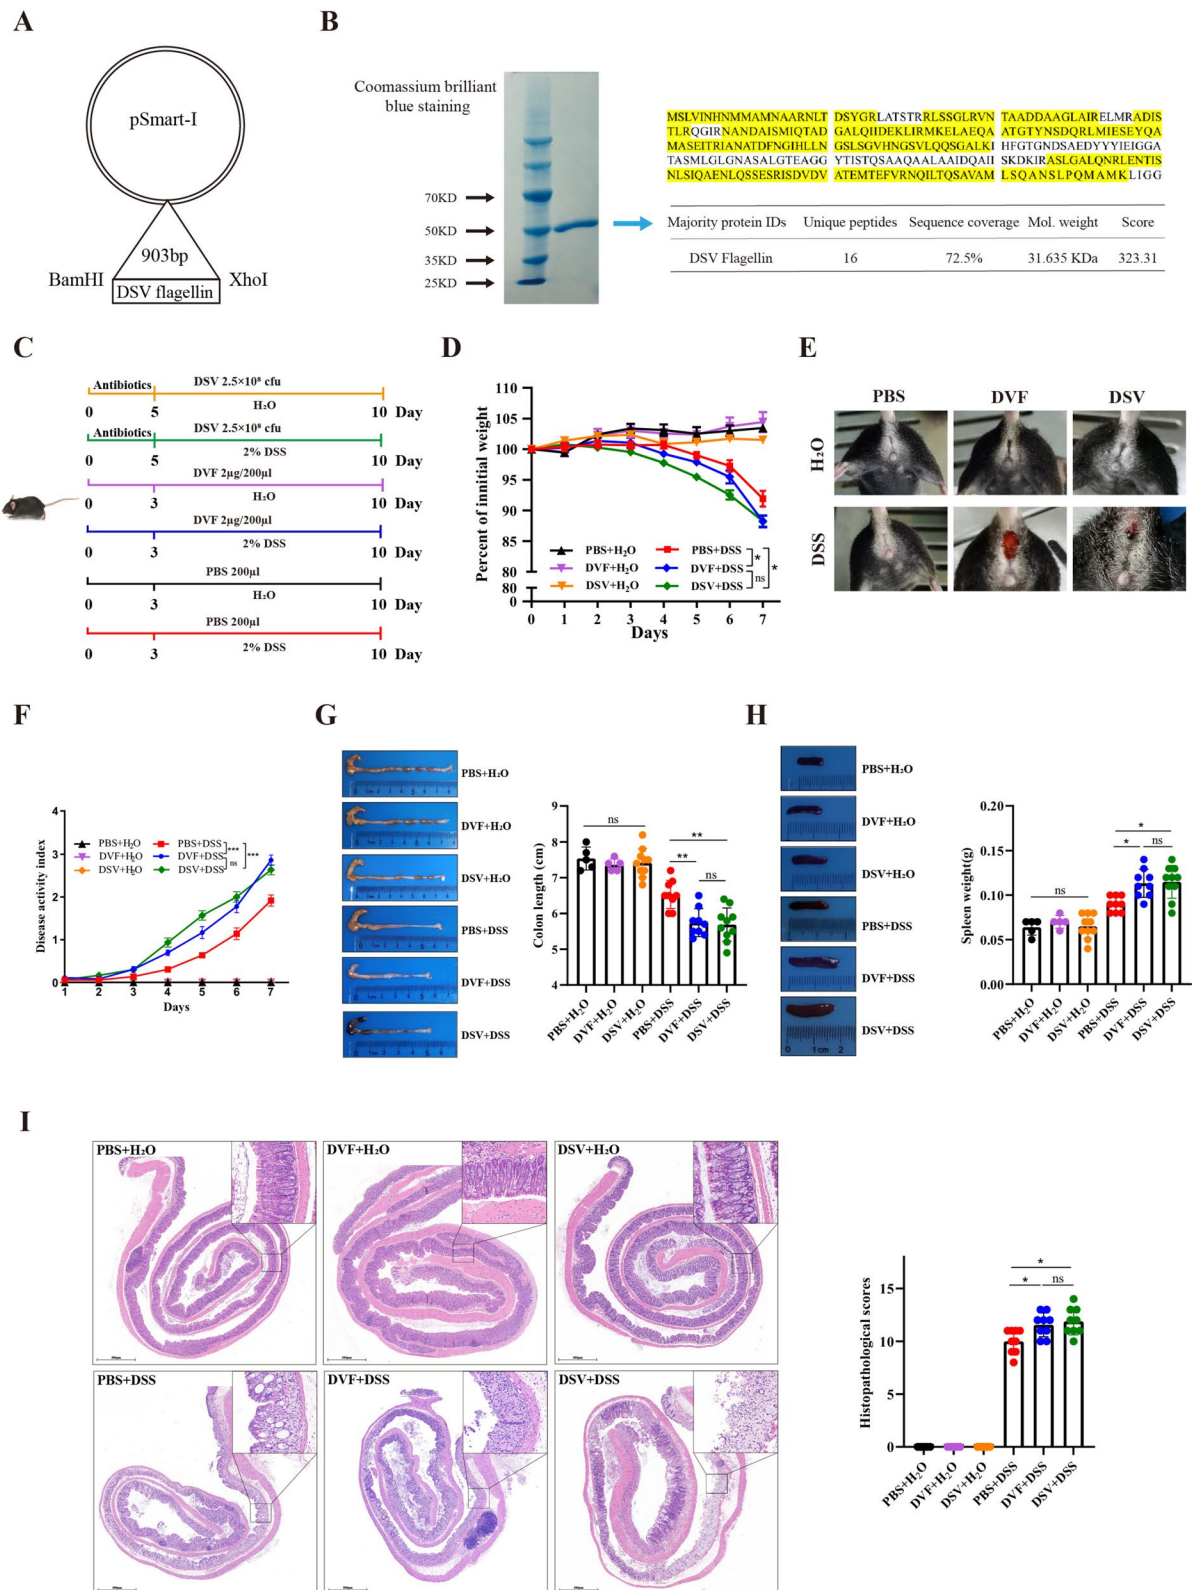 A
pSmart-I
903bp
BamHI
XhoI
DSV flagellin
B
Coomassium brilliant
blue staining
70KD
50KD
35KD
25KD
MSLVINHNMMAMNAARNLT DSYGRLATSTRRLSSGLRVN TAADDAAGLAIRELMRADIS
TLRQGIRNANDAISMIQTAD GALQIIDEKLIRMKELAEQA ATGTYNSDQRLMIESEYQA
MASEITRIANATDFNGIHLLN GSLSGVHNGSVLQQSGALKI HFGTGNDSAEDYYYIEIGGA
TASMLGLGNASALGTEAGG YTISTQSAAQAALAAIDQAII SKDKIRASLGALQNRLENTIS
NLSIQAENLQSSESRISDVDV ATEMTEFVRNQILTQSAVAM LSQANSLPQMAMKLIGG
Majority protein IDs Unique peptides Sequence coverage Mol. weight Score
DSV Flagellin 16 72.5% 31.635 KDa 323.31
C
Antibiotics DSV 2.5×10⁸ cfu
H₂O
0 5 10 Day
Antibiotics DSV 2.5×10⁸ cfu
2% DSS
0 5 10 Day
DVF 2μg/200μl
H₂O
0 3 10 Day
DVF 2μg/200μl
2% DSS
0 3 10 Day
PBS 200μl
H₂O
0 3 10 Day
PBS 200μl
2% DSS
0 3 10 Day
D
Percent of innitial weight
110
105
100
95
90
85
80
80
0
PBS+H₂O PBS+DSS
DVF+H₂O DVF+DSS
DSV+H₂O DSV+DSS
*
ns
*
0 1 2 3 4 5 6 7
Days
E
PBS DVF DSV
H₂O
DSS
F
Disease activity index
4
3
2
1
0
PBS+H₂O PBS+DSS
DVF+H₂O DVF+DSS
DSV+H₂O DSV+DSS
***
ns
***
1 2 3 4 5 6 7
Days
G
PBS+H₂O
DVF+H₂O
DSV+H₂O
PBS+DSS
DVF+DSS
DSV+DSS
Colon length (cm)
9
8
7
6
5
4
ns
**
**
ns
PBS+H₂O DVF+H₂O DSV+H₂O PBS+DSS DVF+DSS DSV+DSS
H
PBS+H₂O
DVF+H₂O
DSV+H₂O
PBS+DSS
DVF+DSS
DSV+DSS
0 1cm 2
Spleen weight(g)
0.20
0.15
0.10
0.05
0.00
ns
*
*
ns
PBS+H₂O DVF+H₂O DSV+H₂O PBS+DSS DVF+DSS DSV+DSS
I
PBS+H₂O DVF+H₂O DSV+H₂O
PBS+DSS DVF+DSS DSV+DSS
Histopathological scores
15
10
5
0
*
*
ns
PBS+H₂O DVF+H₂O DSV+H₂O PBS+DSS DVF+DSS DSV+DSS